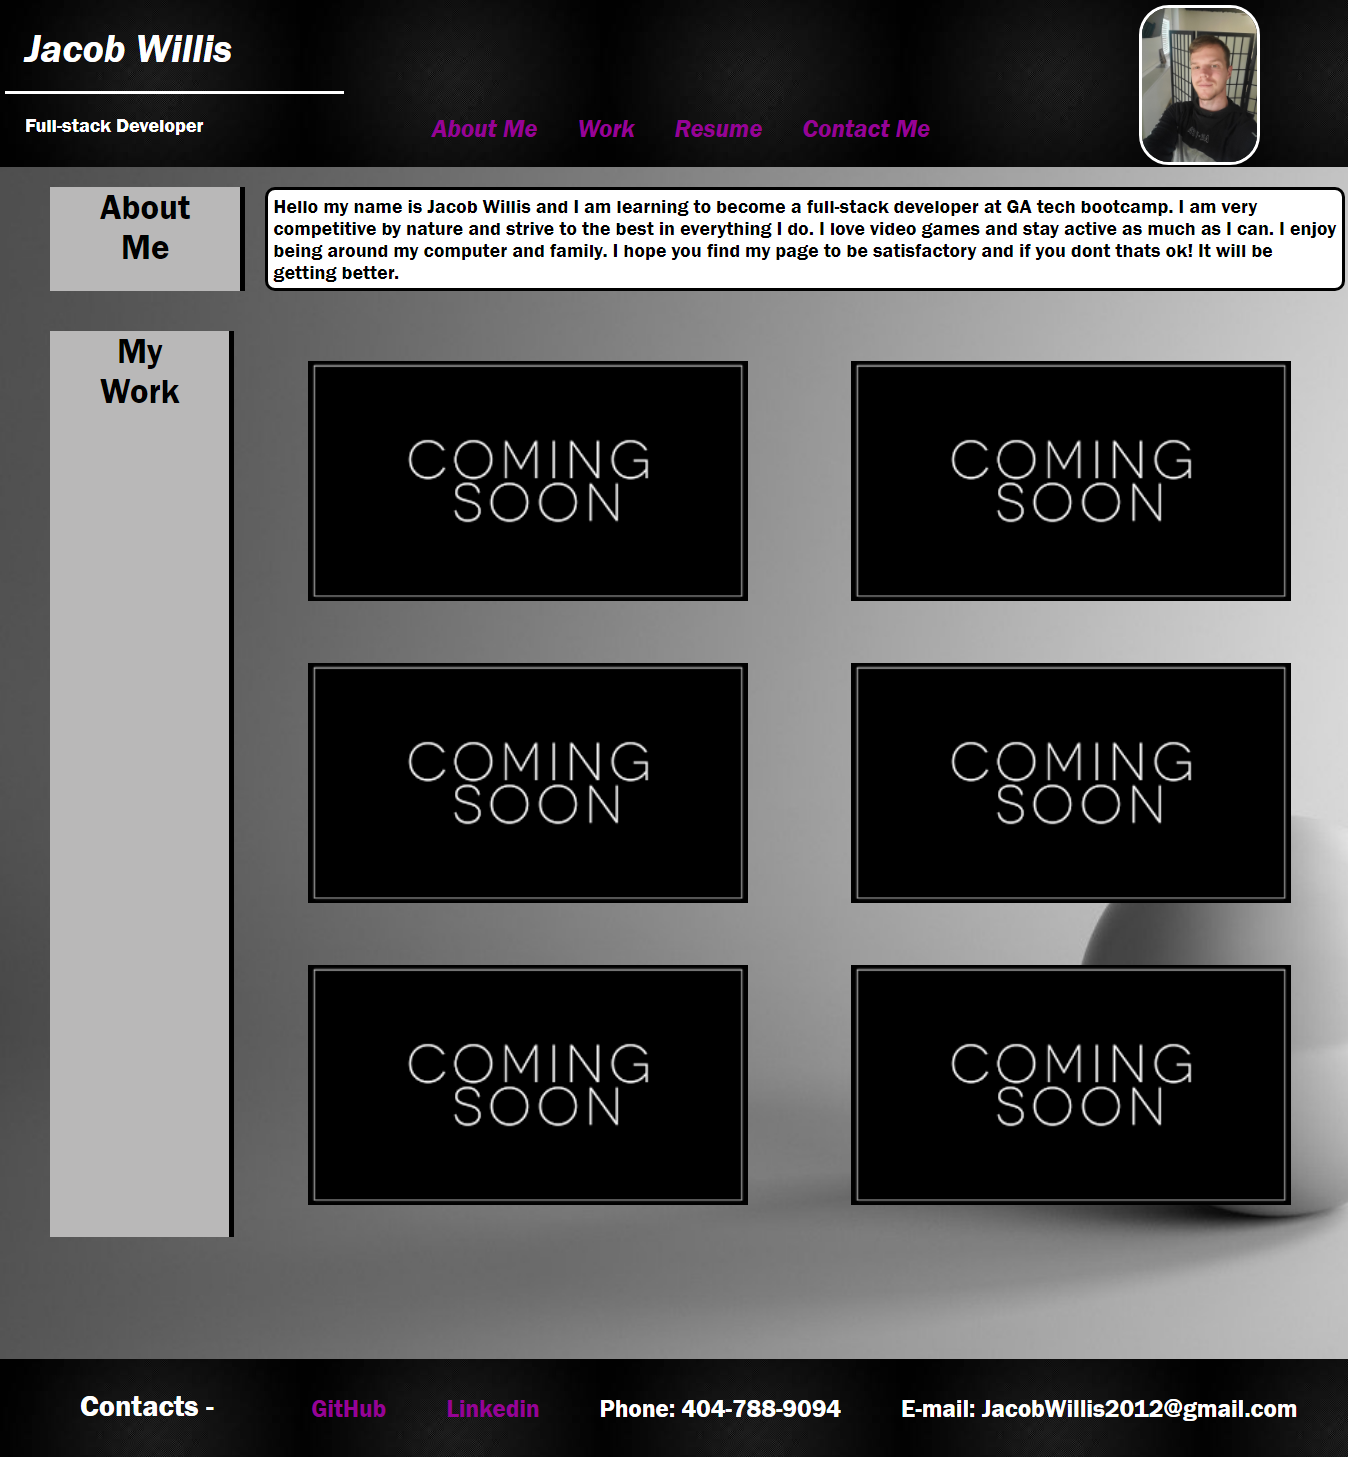 Jacob Willis
Full-stack Developer
About Me Work Resume Contact Me
About
Me
Hello my name is Jacob Willis and I am learning to become a full-stack developer at GA tech bootcamp. I am very
competitive by nature and strive to the best in everything I do. I love video games and stay active as much as I can. I enjoy
being around my computer and family. I hope you find my page to be satisfactory and if you dont thats ok! It will be
getting better.
My
Work
COMING
SOON
COMING
SOON
COMING
SOON
COMING
SOON
COMING
SOON
COMING
SOON
Contacts - GitHub Linkedin Phone: 404-788-9094 E-mail: JacobWillis2012@gmail.com